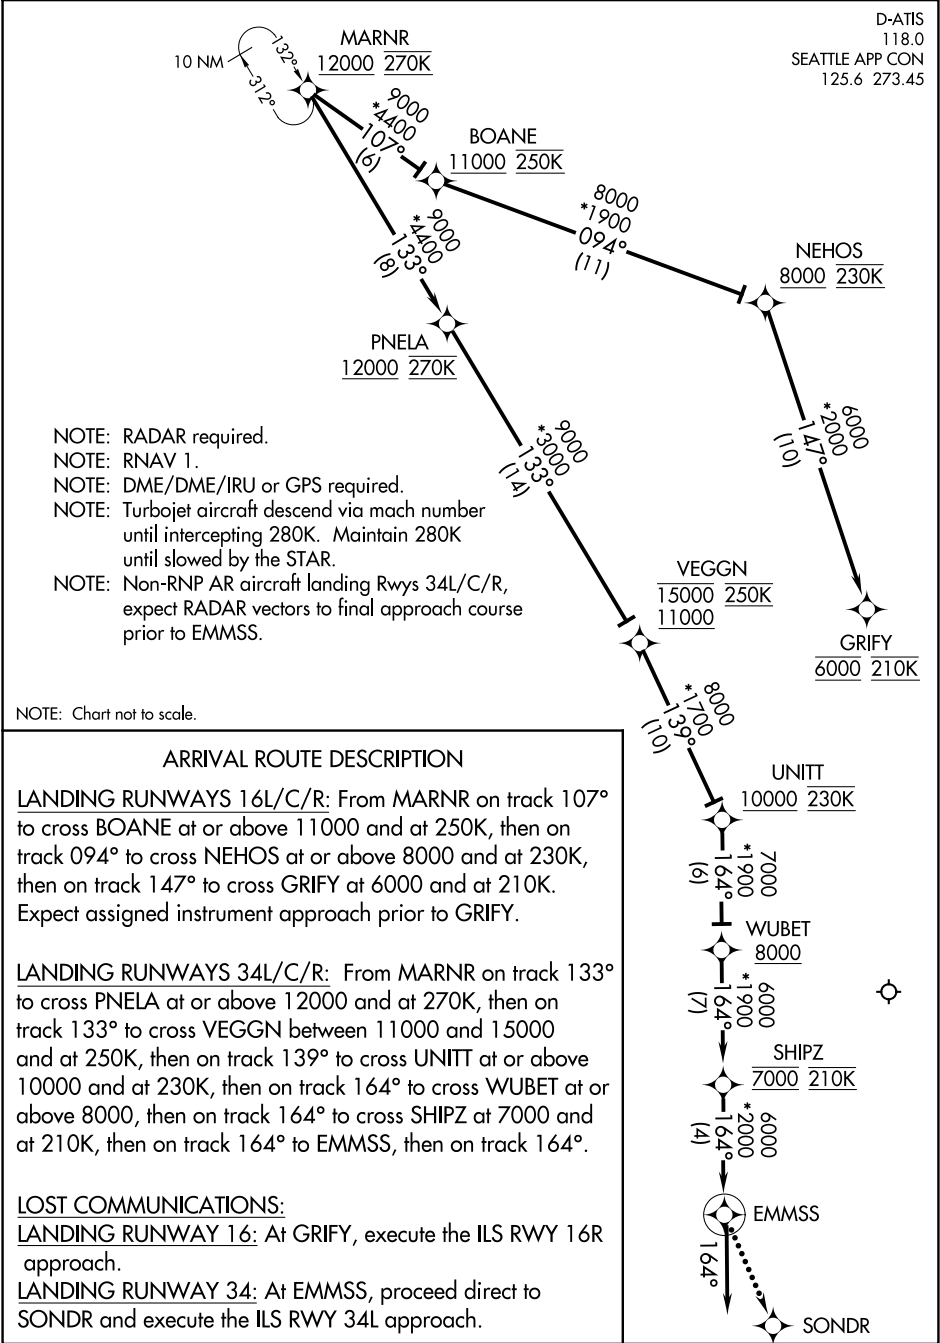 D-ATIS
118.0
SEATTLE APP CON
125.6 273.45
MARNR
12000 270K
10 NM
132°
312°
9000
*4400
107°
(6)
BOANE
11000 250K
8000
*1900
094°
(11)
NEHOS
8000 230K
9000
*4400
133°
(8)
PNELA
12000 270K
6000
*2000
147°
(10)
GRIFY
6000 210K
9000
*3000
133°
(14)
NOTE: RADAR required.
NOTE: RNAV 1.
NOTE: DME/DME/IRU or GPS required.
NOTE: Turbojet aircraft descend via mach number
until intercepting 280K. Maintain 280K
until slowed by the STAR.
NOTE: Non-RNP AR aircraft landing Rwys 34L/C/R,
expect RADAR vectors to final approach course
prior to EMMSS.
VEGGN
15000 250K
11000
NOTE: Chart not to scale.
8000
*1700
139°
(10)
UNITT
10000 230K
7000
*1900
164°
(6)
WUBET
8000
6000
*1900
164°
(7)
SHIPZ
7000 210K
6000
*2000
164°
(4)
EMMSS
164°
SONDR
ARRIVAL ROUTE DESCRIPTION
LANDING RUNWAYS 16L/C/R: From MARNR on track 107°
to cross BOANE at or above 11000 and at 250K, then on
track 094° to cross NEHOS at or above 8000 and at 230K,
then on track 147° to cross GRIFY at 6000 and at 210K.
Expect assigned instrument approach prior to GRIFY.
LANDING RUNWAYS 34L/C/R: From MARNR on track 133°
to cross PNELA at or above 12000 and at 270K, then on
track 133° to cross VEGGN between 11000 and 15000
and at 250K, then on track 139° to cross UNITT at or above
10000 and at 230K, then on track 164° to cross WUBET at or
above 8000, then on track 164° to cross SHIPZ at 7000 and
at 210K, then on track 164° to EMMSS, then on track 164°.
LOST COMMUNICATIONS:
LANDING RUNWAY 16: At GRIFY, execute the ILS RWY 16R
approach.
LANDING RUNWAY 34: At EMMSS, proceed direct to
SONDR and execute the ILS RWY 34L approach.